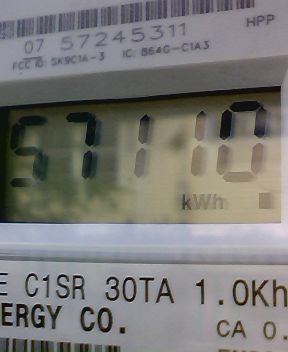 HPP
07 57245311
FCC ID: SK9C1A-3 IC: 864G-C1A3
57110
kWh
E C1SR 30TA 1.0Kh
ERGY CO.
CA 0.